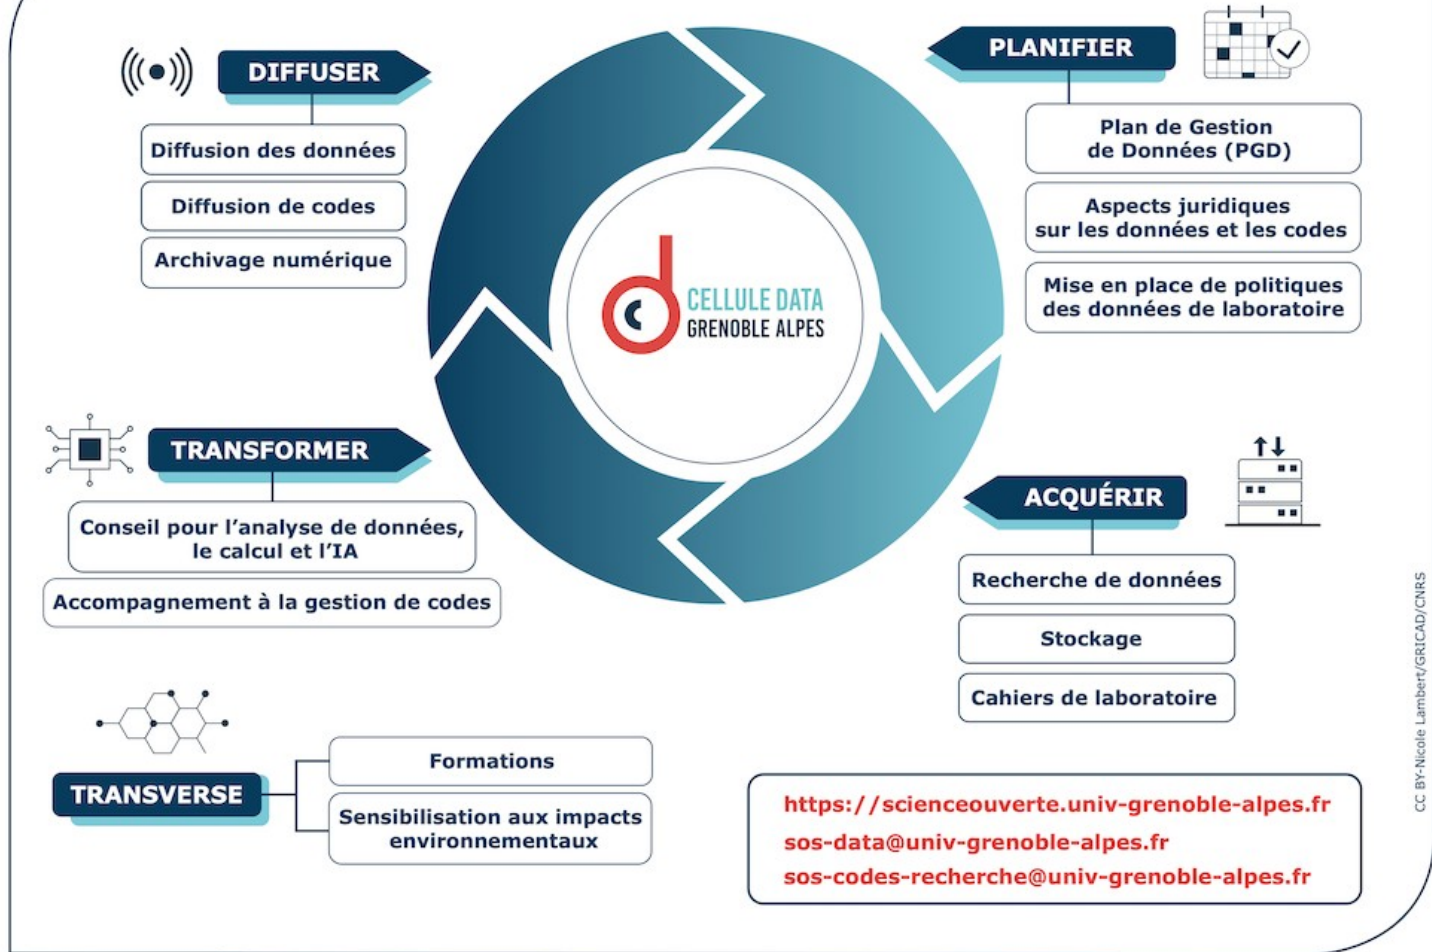 DIFFUSER
Diffusion des données
Diffusion de codes
Archivage numérique
PLANIFIER
Plan de Gestion
de Données (PGD)
Aspects juridiques
sur les données et les codes
Mise en place de politiques
des données de laboratoire
CELLULE DATA
GRENOBLE ALPES
TRANSFORMER
Conseil pour l’analyse de données,
le calcul et l’IA
Accompagnement à la gestion de codes
ACQUÉRIR
Recherche de données
Stockage
Cahiers de laboratoire
TRANSVERSE
Formations
Sensibilisation aux impacts
environnementaux
https://scienceouverte.univ-grenoble-alpes.fr
sos-data@univ-grenoble-alpes.fr
sos-codes-recherche@univ-grenoble-alpes.fr
CC BY-Nicole Lambert/GRICAD/CNRS